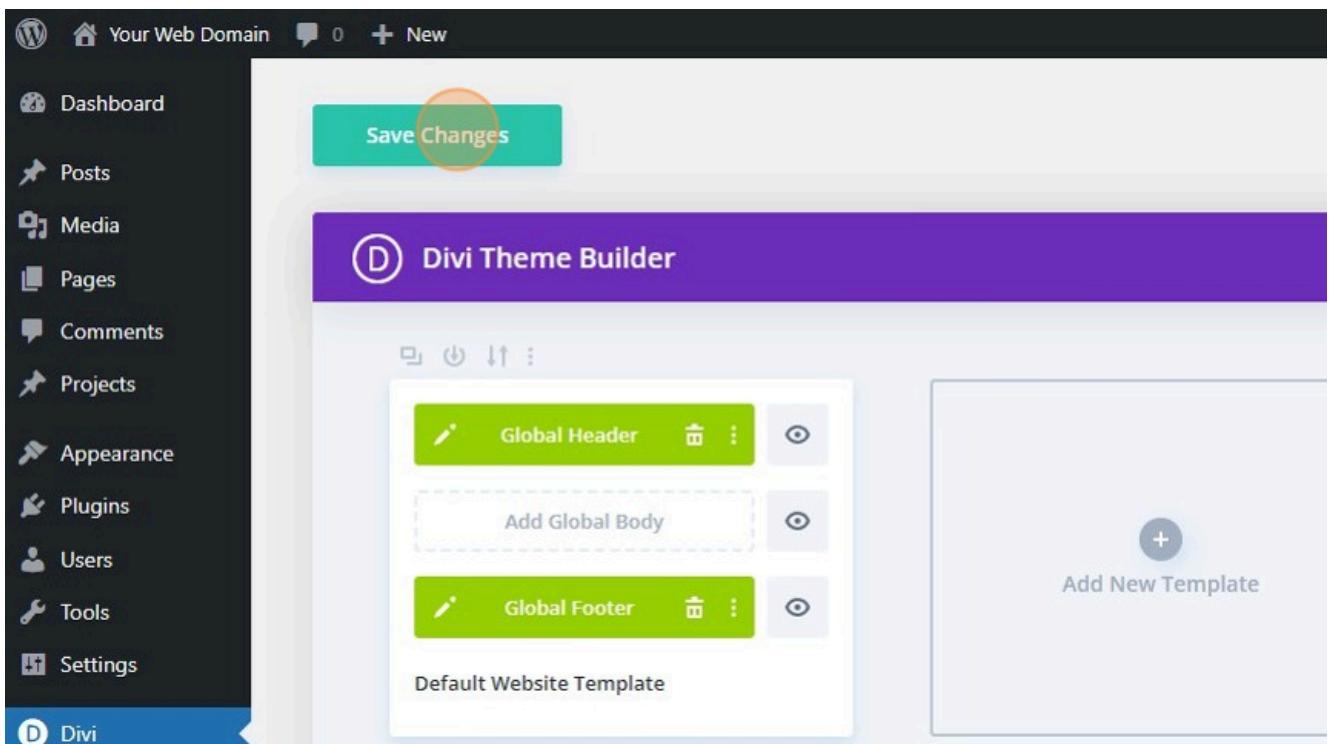 Your Web Domain 0 + New
Dashboard
Posts
Media
Pages
Comments
Projects
Appearance
Plugins
Users
Tools
Settings
D Divi
Save Changes
D Divi Theme Builder
Global Header
Add Global Body
Global Footer
Default Website Template
Add New Template